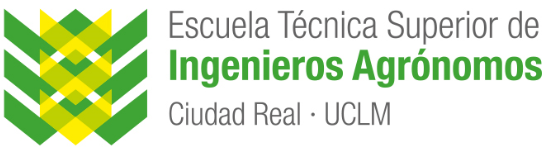 Escuela Técnica Superior de
Ingenieros Agrónomos
Ciudad Real · UCLM